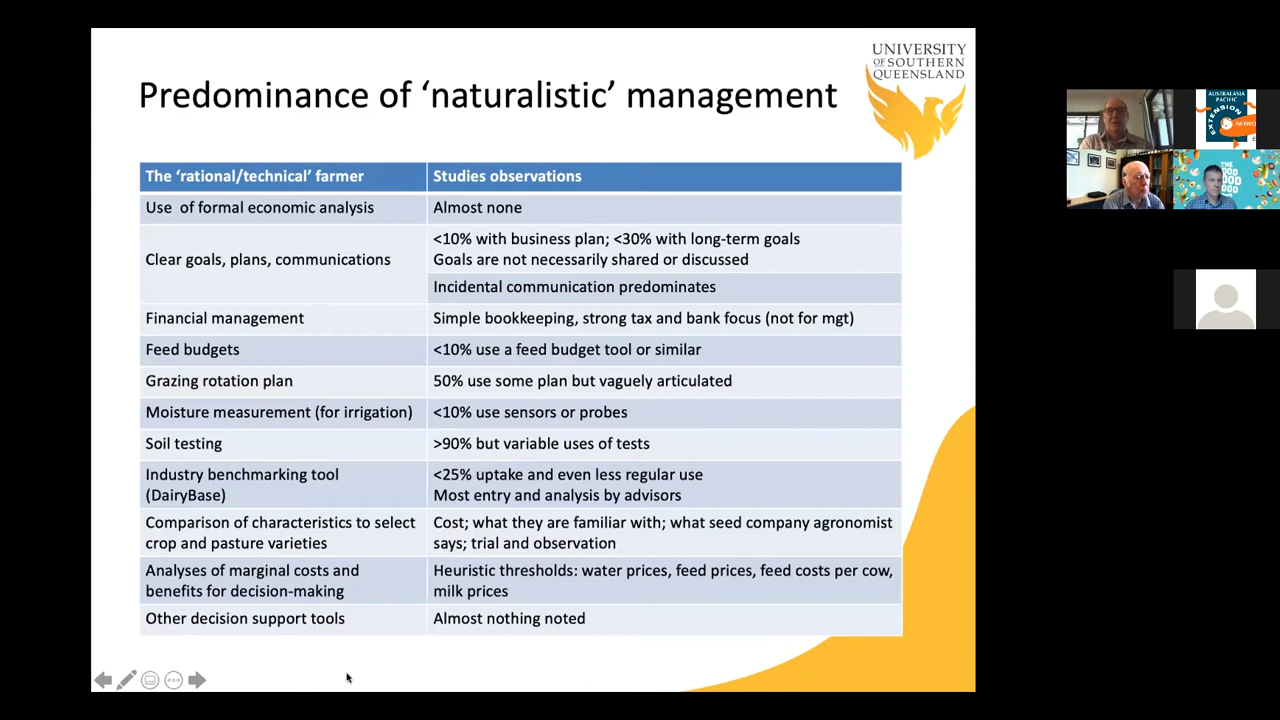 UNIVERSITY
OF SOUTHERN
QUEENSLAND
Predominance of ‘naturalistic’ management
The ‘rational/technical’ farmer
Studies observations
Use of formal economic analysis
Almost none
Clear goals, plans, communications
<10% with business plan; <30% with long-term goals
Goals are not necessarily shared or discussed
Incidental communication predominates
Financial management
Simple bookkeeping, strong tax and bank focus (not for mgt)
Feed budgets
<10% use a feed budget tool or similar
Grazing rotation plan
50% use some plan but vaguely articulated
Moisture measurement (for irrigation)
<10% use sensors or probes
Soil testing
>90% but variable uses of tests
Industry benchmarking tool
(DairyBase)
<25% uptake and even less regular use
Most entry and analysis by advisors
Comparison of characteristics to select
crop and pasture varieties
Cost; what they are familiar with; what seed company agronomist
says; trial and observation
Analyses of marginal costs and
benefits for decision-making
Heuristic thresholds: water prices, feed prices, feed costs per cow,
milk prices
Other decision support tools
Almost nothing noted
AUSTRALASIA
PACIFIC
EXTENSION
THE